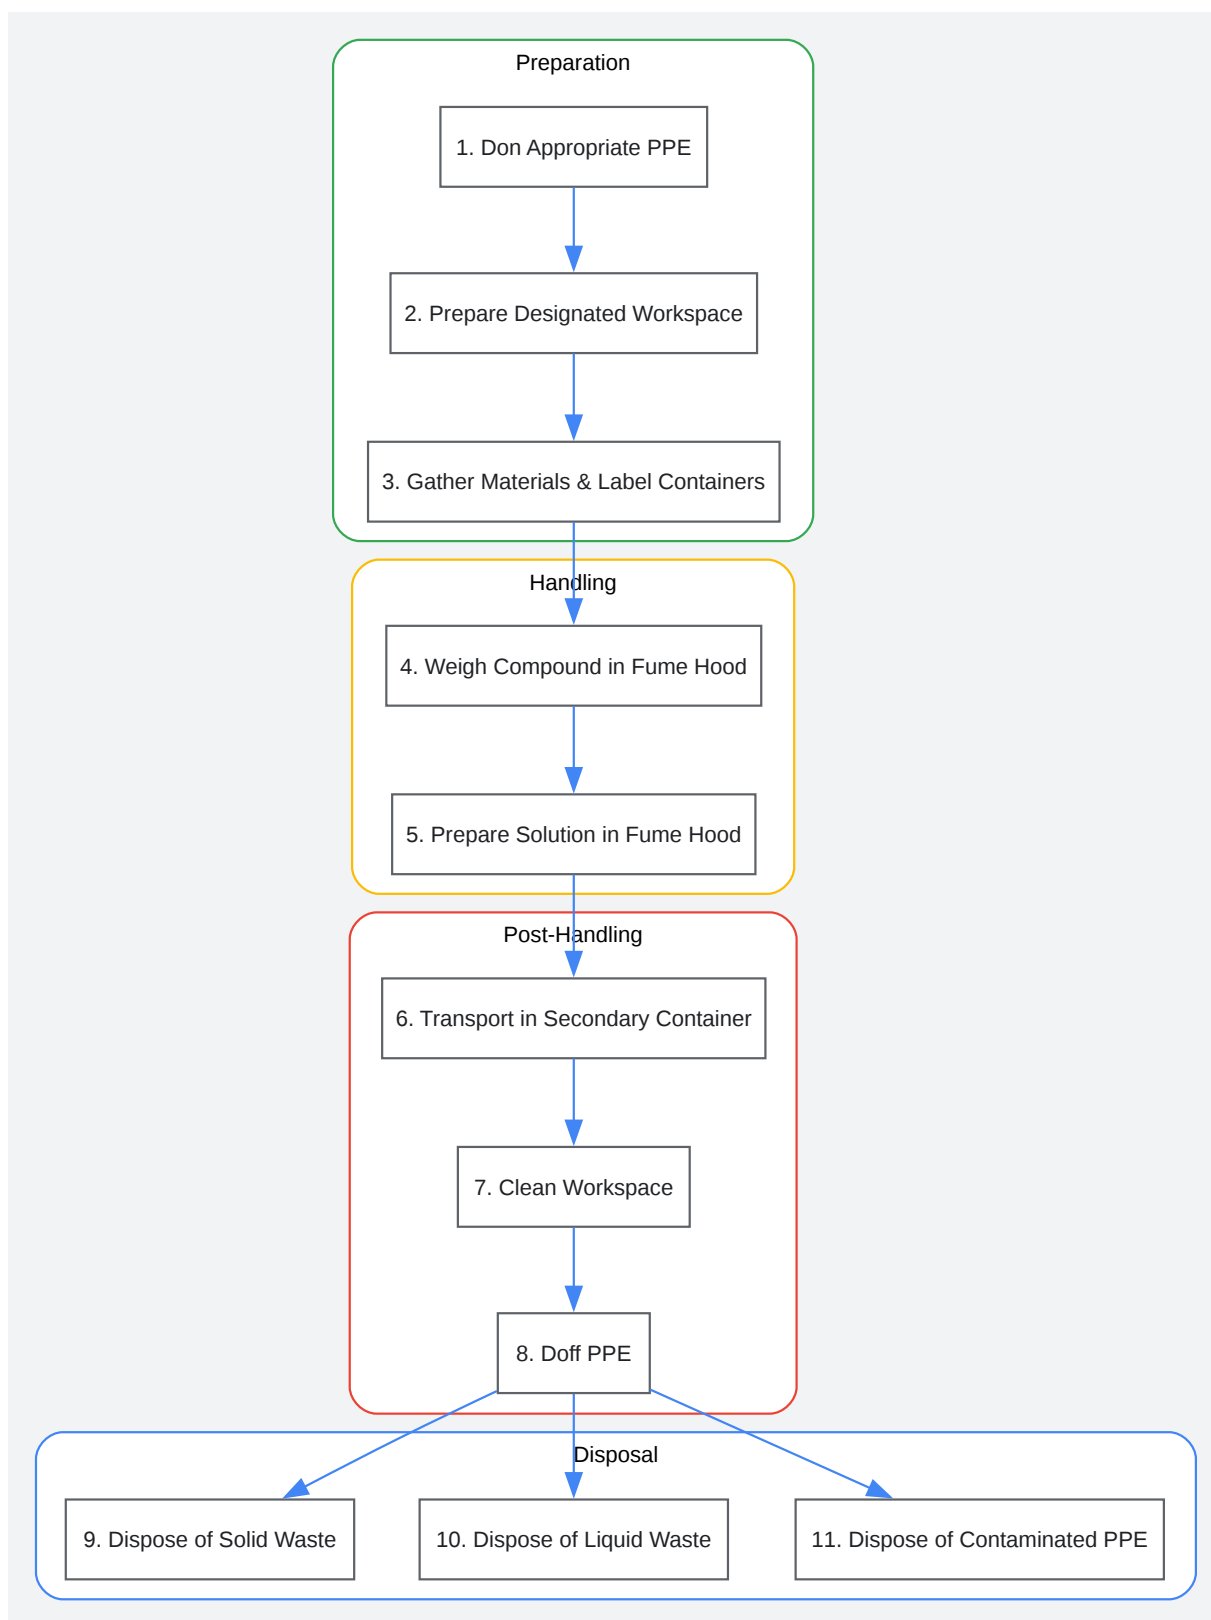 Preparation
1. Don Appropriate PPE
2. Prepare Designated Workspace
3. Gather Materials & Label Containers
Handling
4. Weigh Compound in Fume Hood
5. Prepare Solution in Fume Hood
Post-Handling
6. Transport in Secondary Container
7. Clean Workspace
8. Doff PPE
Disposal
9. Dispose of Solid Waste
10. Dispose of Liquid Waste
11. Dispose of Contaminated PPE